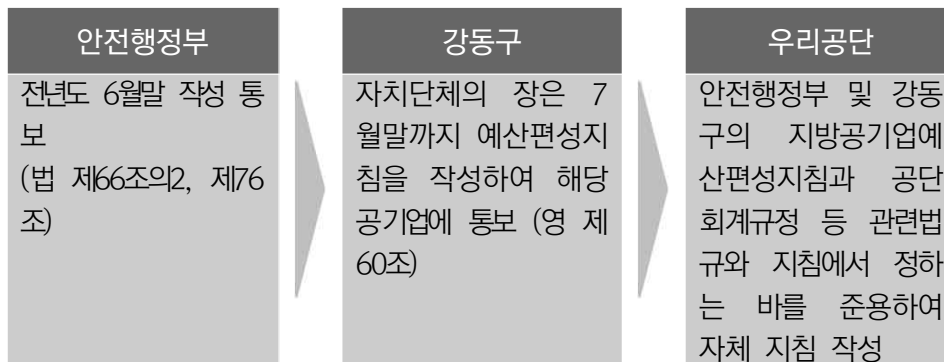 안전행정부
전년도 6월말 작성 통
보
(법 제66조의2, 제76
조)
강동구
자치단체의 장은 7
월말까지 예산편성지
침을 작성하여 해당
공기업에 통보 (영 제
60조)
우리공단
안전행정부 및 강동
구의 지방공기업예
산편성지침과 공단
회계규정 등 관련법
규와 지침에서 정하
는 바를 준용하여
자체 지침 작성